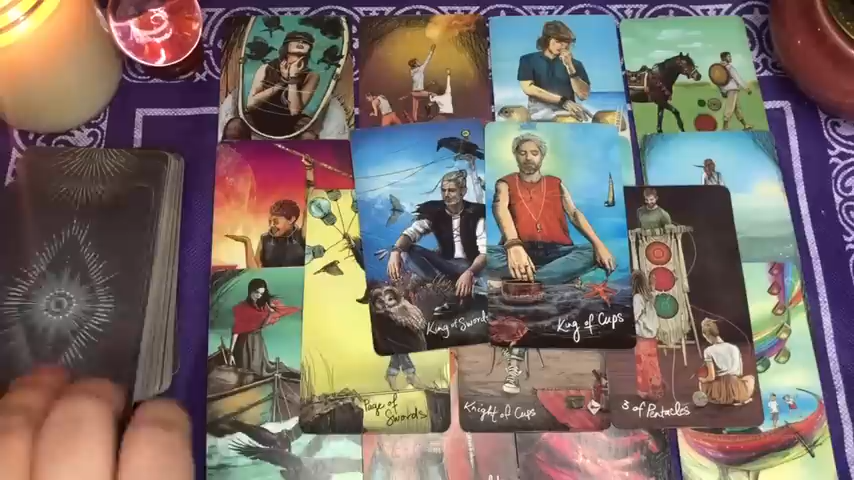 King of Swords
King of Cups
Page of
Swords
Knight of Cups
3 of Pentacles